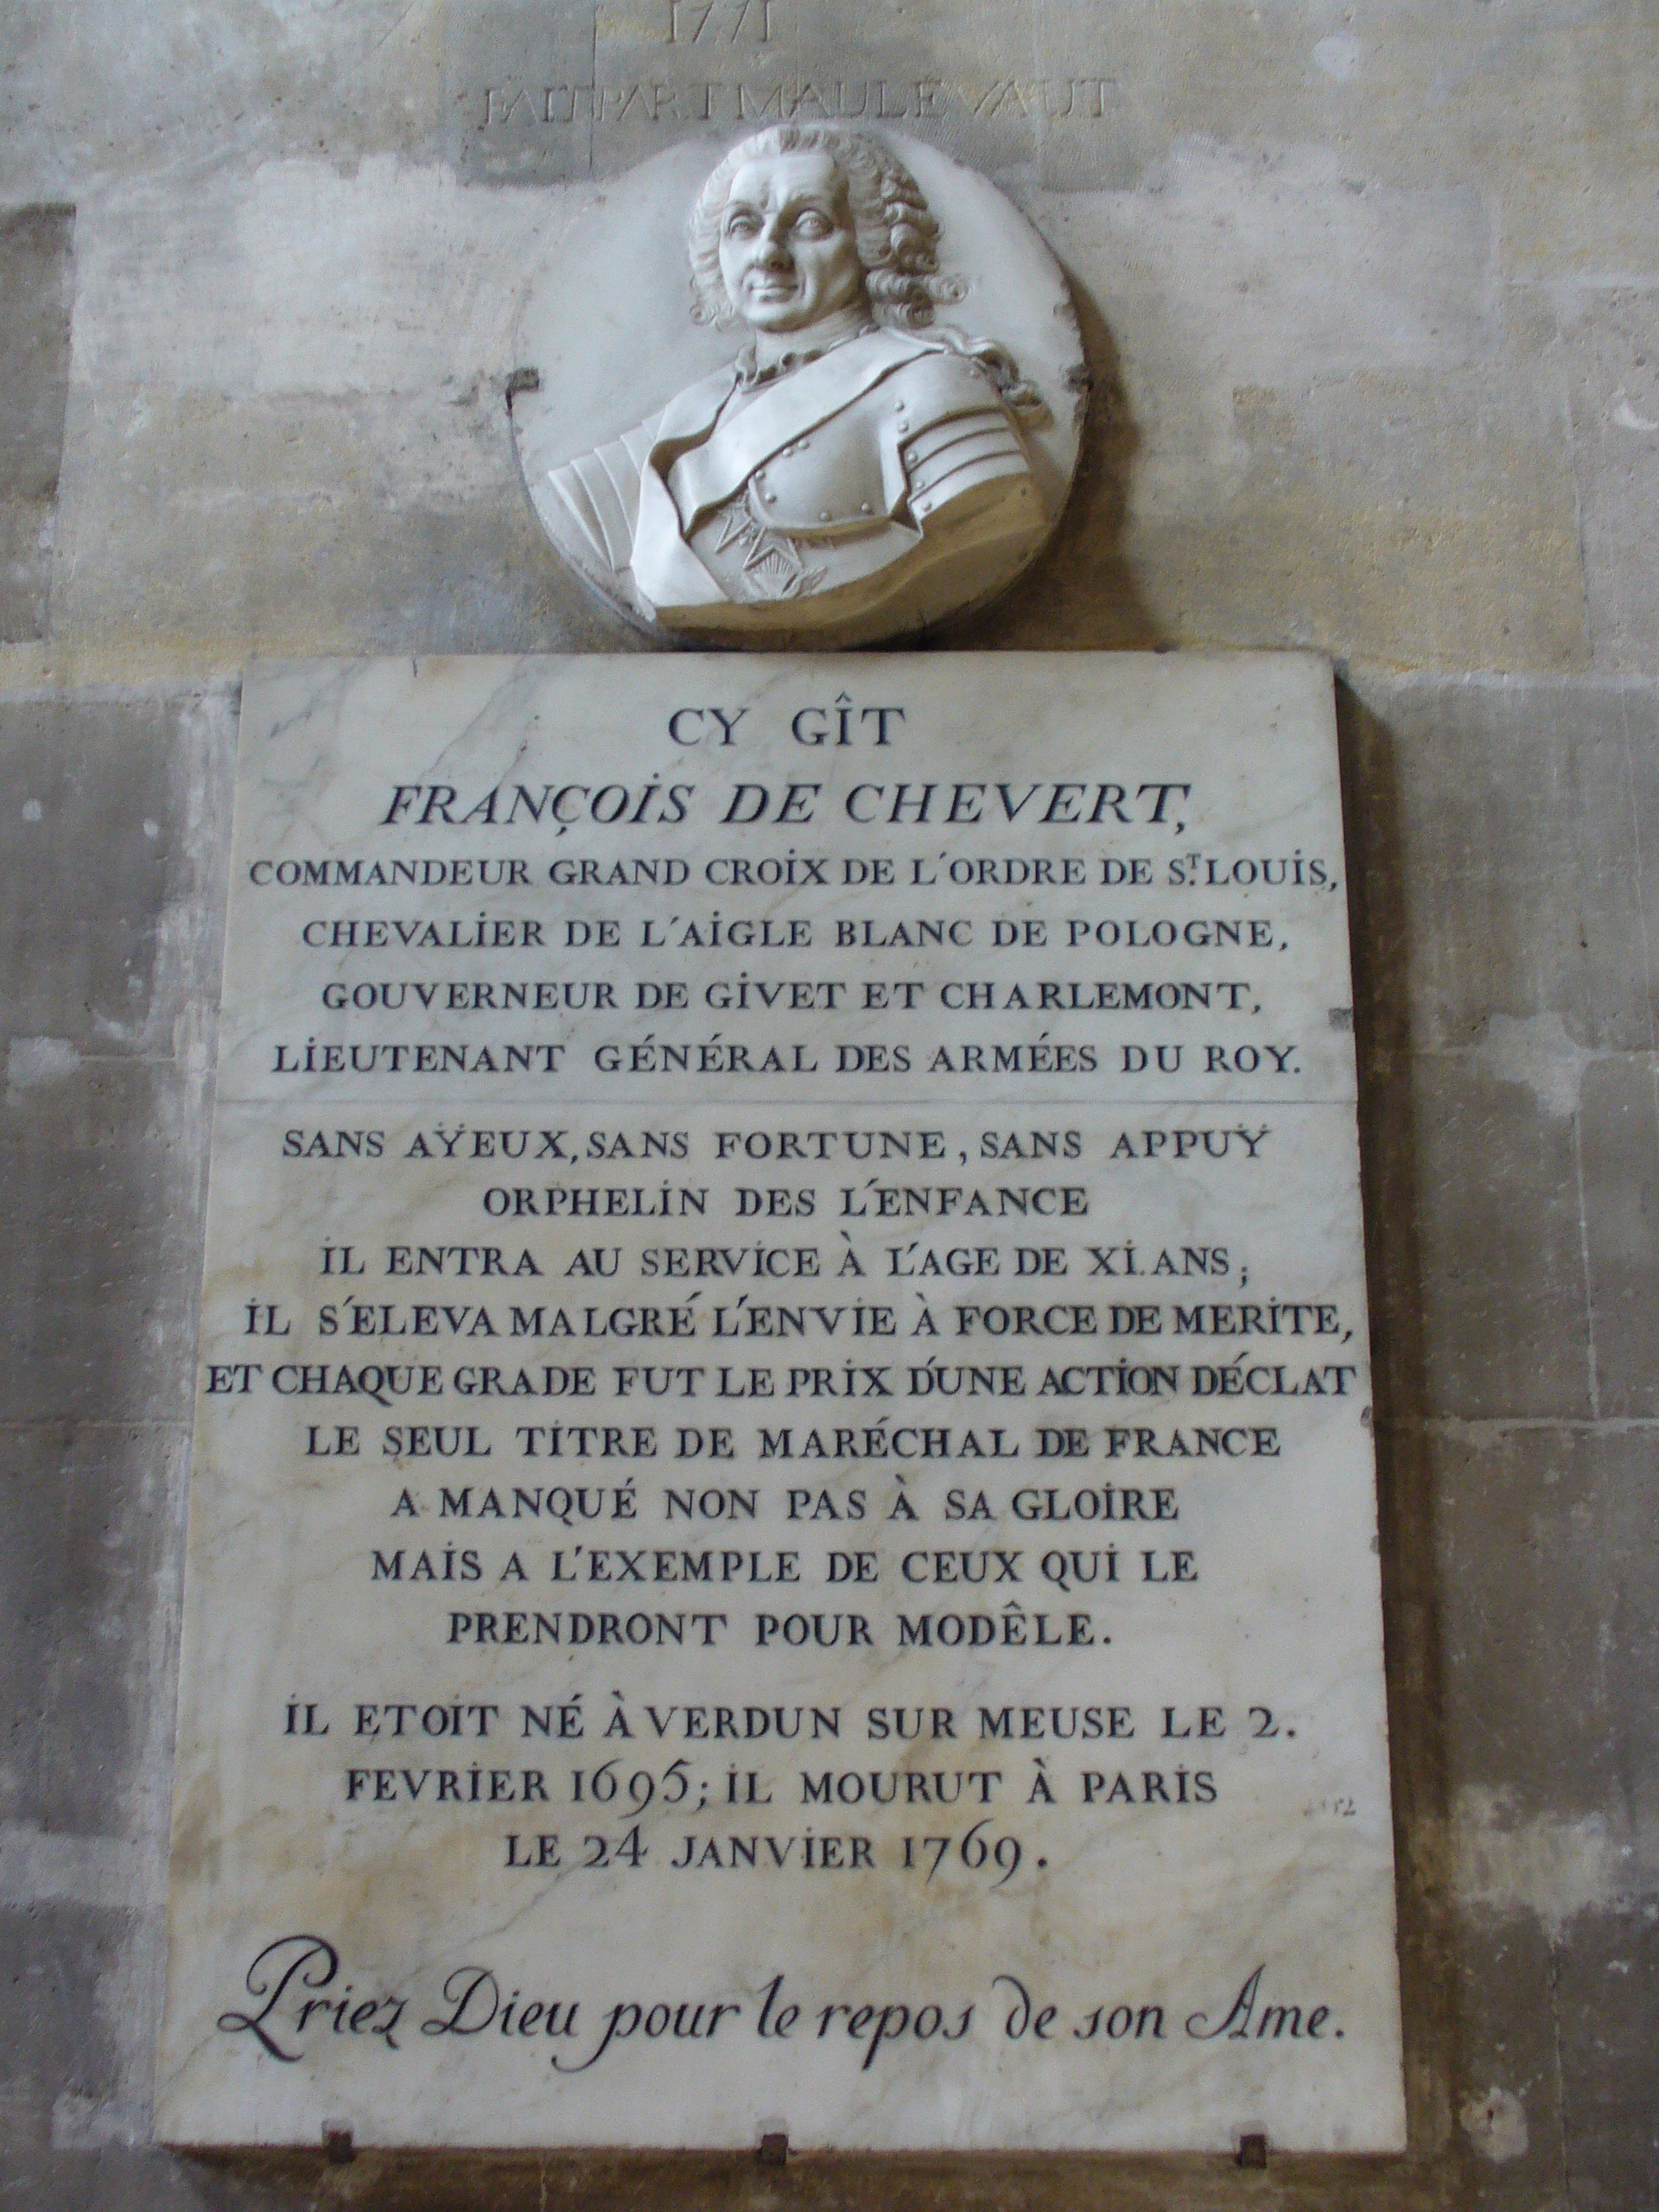 1771
FAIT PAR T MAULEVAUT
CY GÎT
FRANÇOIS DE CHEVERT,
COMMANDEUR GRAND CROIX DE L'ORDRE DE S.T LOUIS,
CHEVALIER DE L'AIGLE BLANC DE POLOGNE,
GOUVERNEUR DE GIVET ET CHARLEMONT,
LIEUTENANT GÉNÉRAL DES ARMÉES DU ROY.
SANS AŸEUX, SANS FORTUNE, SANS APPUŸ
ORPHELIN DES L'ENFANCE
IL ENTRA AU SERVICE À L'AGE DE XI. ANS;
IL S'ELEVA MALGRÉ L'ENVIE À FORCE DE MERITE,
ET CHAQUE GRADE FUT LE PRIX D'UNE ACTION D'ÉCLAT
LE SEUL TITRE DE MARÉCHAL DE FRANCE
A MANQUÉ NON PAS À SA GLOIRE
MAIS A L'EXEMPLE DE CEUX QUI LE
PRENDRONT POUR MODÊLE.
IL ETOIT NÉ À VERDUN SUR MEUSE LE 2.
FEVRIER 1695; IL MOURUT À PARIS
LE 24 JANVIER 1769.
Priez Dieu pour le repos de son Ame.